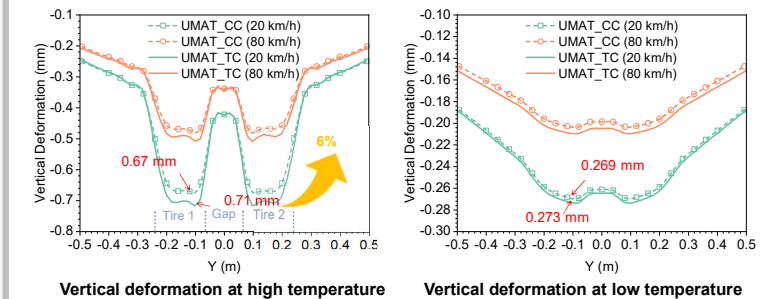 -0.1
-0.2
-0.3
-0.4
-0.5
-0.6
-0.7
-0.8
Vertical Deformation (mm)
UMAT_CC (20 km/h)
UMAT_CC (80 km/h)
UMAT_TC (20 km/h)
UMAT_TC (80 km/h)
6%
0.67 mm
0.71 mm
Tire 1 Gap Tire 2
-0.5 -0.4 -0.3 -0.2 -0.1 0.0 0.1 0.2 0.3 0.4 0.5
Y (m)
Vertical deformation at high temperature
-0.10
-0.12
-0.14
-0.16
-0.18
-0.20
-0.22
-0.24
-0.26
-0.28
-0.30
Vertical Deformation (mm)
UMAT_CC (20 km/h)
UMAT_CC (80 km/h)
UMAT_TC (20 km/h)
UMAT_TC (80 km/h)
0.269 mm
0.273 mm
-0.5 -0.4 -0.3 -0.2 -0.1 0.0 0.1 0.2 0.3 0.4 0.5
Y (m)
Vertical deformation at low temperature